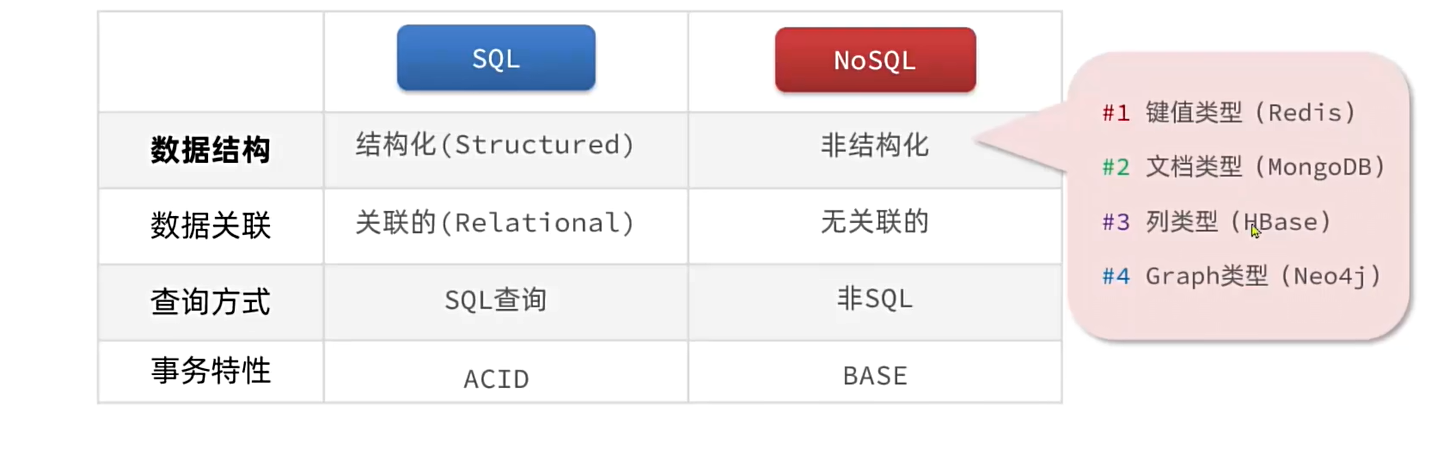 SQL
NoSQL
数据结构
结构化(Structured)
非结构化
数据关联
关联的(Relational)
无关联的
查询方式
SQL查询
非SQL
事务特性
ACID
BASE
#1 键值类型（Redis）
#2 文档类型（MongoDB）
#3 列类型（HBase）
#4 Graph类型（Neo4j）